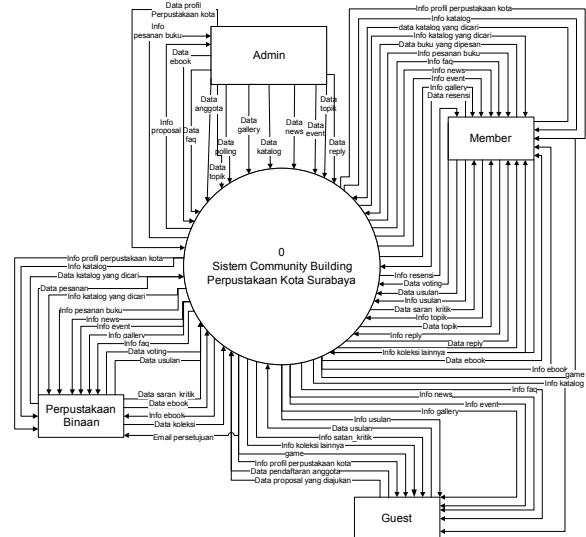 Data profil
Perpustakaan kota
Info
pesanan buku
Data
ebook
Admin
Info
proposal
Data
faq
Data
anggota
Data
polling
Data
topik
Data
gallery
Data
katalog
Data
news
Data
event
Data
topik
Data
reply
Info profil perpustakaan kota
Info katalog
data katalog yang dicari
Info katalog yang dicari
Data buku yang dipesan
Info pesanan buku
Info faq
Info news
Info event
Info gallery
Data resensi
Member
0
Sistem Community Building
Perpustakaan Kota Surabaya
Info resensi
Data voting
Data usulan
Info usulan
Data saran kritik
Info topik
Data topik
Info reply
Data reply
Info koleksi lainnya
Data ebook
Info ebook
game
Info katalog
Info faq
Info news
Info event
Info gallery
Info usulan
Data usulan
Info satan_kritik
Info koleksi lainnya
game
Info profil perpustakaan kota
Data pendaftaran anggota
Data proposal yang diajukan
Guest
Info profil perpustakaan kota
Info katalog
Data katalog yang dicari
Data pesanan
Info katalog yang dicari
Info pesanan buku
Info news
Info event
Info gallery
Info faq
Data voting
Data usulan
Data saran_kritik
Data ebook
Info ebook
Data koleksi
Email persetujuan
Perpustakaan
Binaan